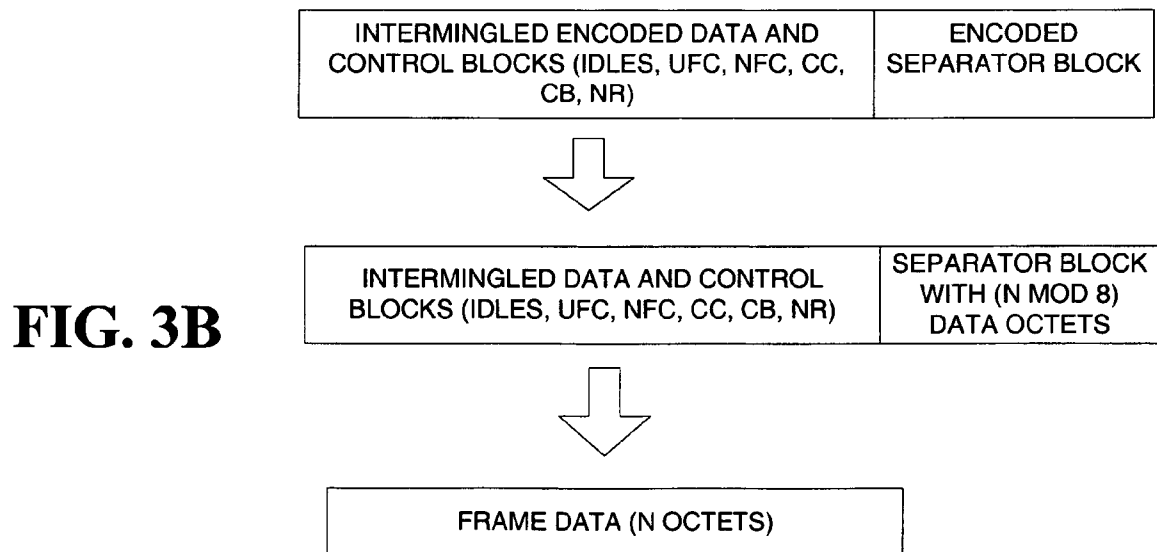 INTERMINGLED ENCODED DATA AND
CONTROL BLOCKS (IDLES, UFC, NFC, CC,
CB, NR)
ENCODED
SEPARATOR BLOCK
INTERMINGLED DATA AND CONTROL
BLOCKS (IDLES, UFC, NFC, CC, CB, NR)
SEPARATOR BLOCK
WITH (N MOD 8)
DATA OCTETS
FIG. 3B
FRAME DATA (N OCTETS)